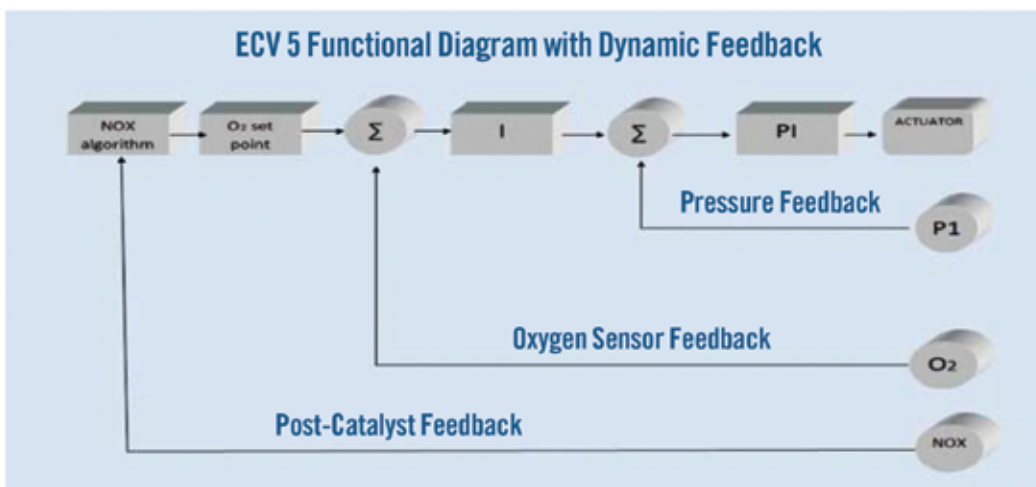 ECV 5 Functional Diagram with Dynamic Feedback
NOX
algorithm
O₂ set
point
Σ
I
Σ
PI
ACTUATOR
Pressure Feedback
P1
Oxygen Sensor Feedback
O₂
Post-Catalyst Feedback
NOX